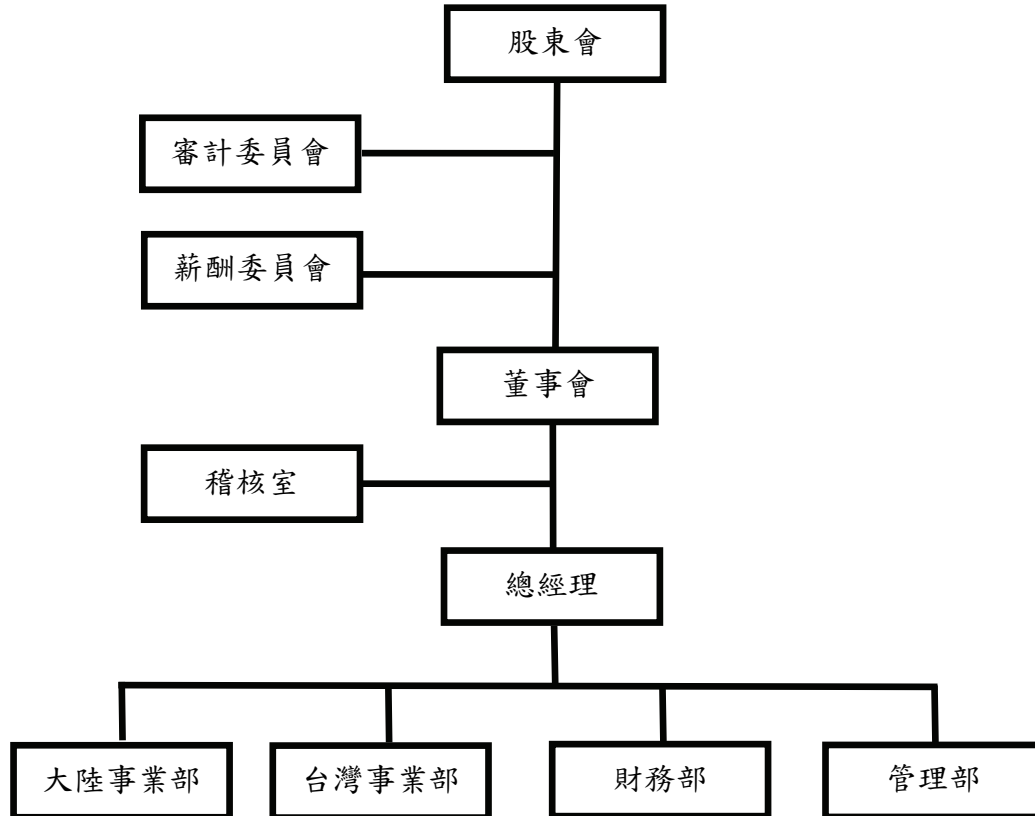 股東會
審計委員會
薪酬委員會
董事會
稽核室
總經理
大陸事業部
台灣事業部
財務部
管理部